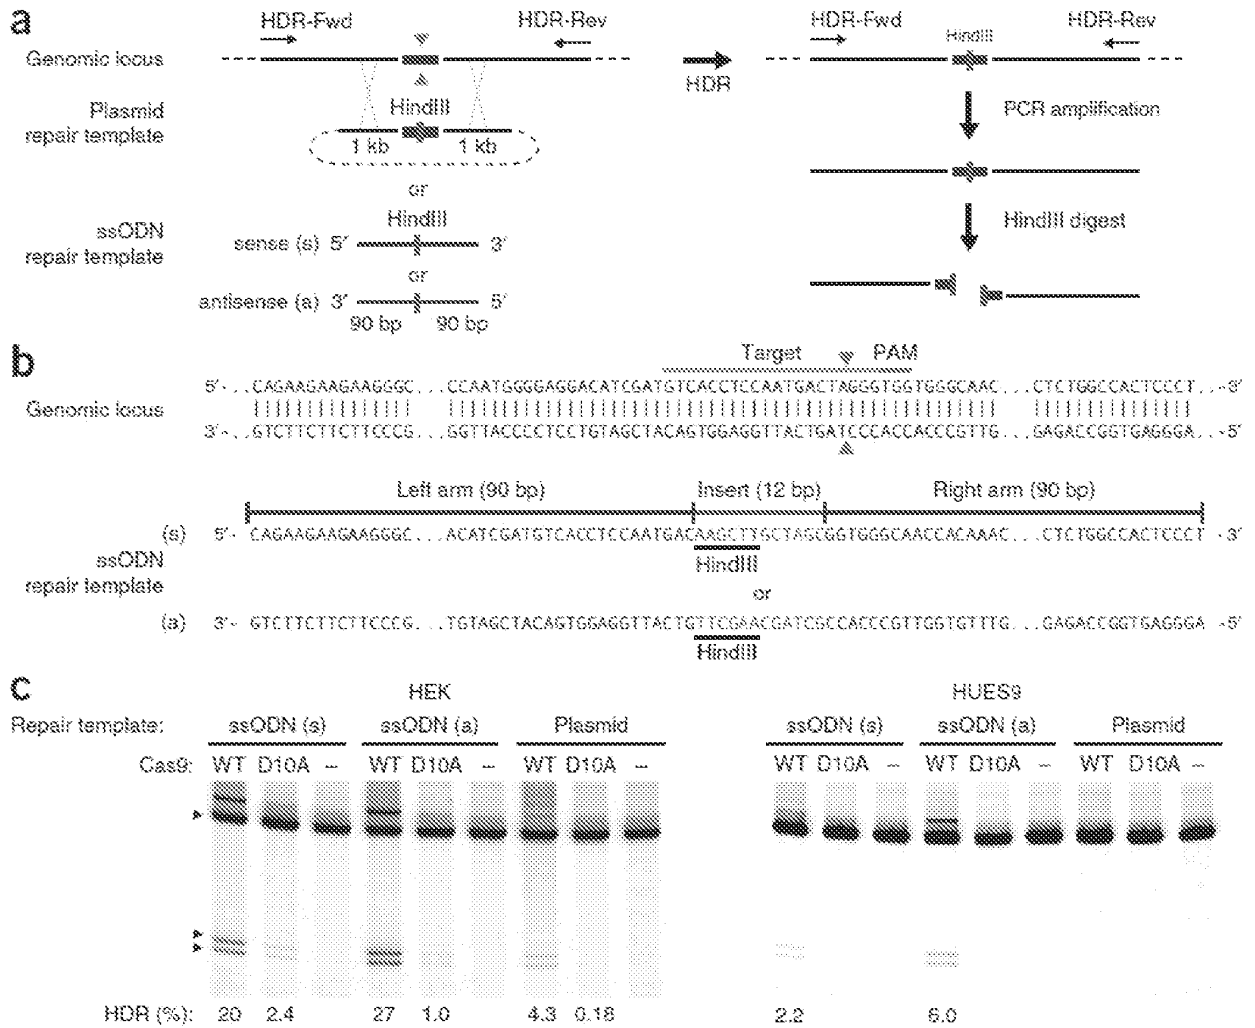 a
HDR-Fwd HDR-Rev HDR-Fwd HDR-Rev
Genomic locus HindIII
HDR
Plasmid
repair template
HindIII PCR amplification
1 kb 1 kb
or
HindIII HindIII digest
ssODN
repair template
sense (s) 5′ 3′
or
antisense (a) 3′ 5′
90 bp 90 bp
b
Target PAM
5′-...CAGAAGAAGAAGGGC...CCAATGGGGAGGACATCGATGTCACCTCCAATGACTAGGGTGGTGGGCAAC...CTCTGGCCACTCCCT...-3′
Genomic locus
3′-...GTCTTCTTCTTCCCG...GGTTACCCCTCCTGTAGCTACAGTGGAGGTTACTGATCCCACCACCCGTTG...GAGACCGGTGAGGGA...-5′
Left arm (90 bp) Insert (12 bp) Right arm (90 bp)
(s) 5′- CAGAAGAAGAAGGGC...ACATCGATGTCACCTCCAATGACAAGCTTGCTAGCGGTGGGCAACCACAAAC...CTCTGGCCACTCCCT -3′
HindIII
ssODN
repair template
or
(a) 3′- GTCTTCTTCTTCCCG...TGTAGCTACAGTGGAGGTTACTGTTCGAACGATCGCCACCCGTTGGTGTTTG...GAGACCGGTGAGGGA -5′
HindIII
c
HEK HUES9
Repair template: ssODN (s) ssODN (a) Plasmid ssODN (s) ssODN (a) Plasmid
Cas9: WT D10A – WT D10A – WT D10A – WT D10A – WT D10A – WT D10A –
HDR (%): 20 2.4 27 1.0 4.3 0.18 2.2 6.0